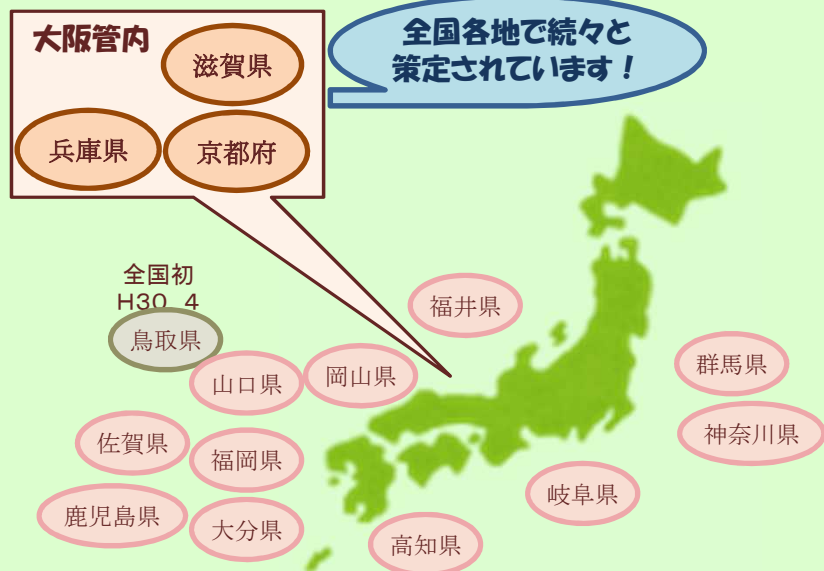 大阪管内
滋賀県
兵庫県
京都府
全国各地で続々と
策定されています！
全国初
H30 4
鳥取県
福井県
山口県
岡山県
群馬県
神奈川県
佐賀県
福岡県
岐阜県
鹿児島県
大分県
高知県